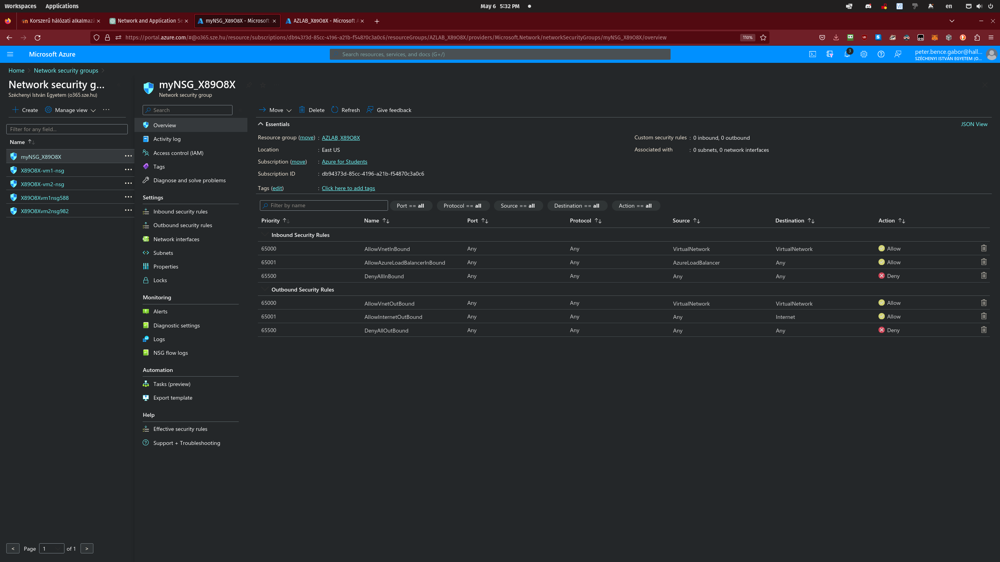 Workspaces Applications May 6 5:32 PM en
Korszerű hálózati alkalmazá Network and Application Se myNSG_X89O8X - Microsoft AZLAB_X89O8X - Microsoft A
https://portal.azure.com/#@o365.sze.hu/resource/subscriptions/db94373d-85cc-4196-a21b-f54870c3a0c6/resourceGroups/AZLAB_X89O8X/providers/Microsoft.Network/networkSecurityGroups/myNSG_X89O8X/overview 110%
Microsoft Azure
Search resources, services, and docs (G+/)
3
peter.bence.gabor@hall...
SZÉCHENYI ISTVÁN EGYETEM (O...
Home > Network security groups >
Network security g...
Széchenyi István Egyetem (o365.sze.hu)
+ Create Manage view ...
Filter for any field...
Name
myNSG_X89O8X
X89O8X-vm1-nsg
X89O8X-vm2-nsg
X89O8Xvm1nsg588
X89O8Xvm2nsg982
< Page 1 of 1 >
myNSG_X89O8X
Network security group
Search
Overview
Activity log
Access control (IAM)
Tags
Diagnose and solve problems
Settings
Inbound security rules
Outbound security rules
Network interfaces
Subnets
Properties
Locks
Monitoring
Alerts
Diagnostic settings
Logs
NSG flow logs
Automation
Tasks (preview)
Export template
Help
Effective security rules
Support + Troubleshooting
Move Delete Refresh Give feedback
Essentials JSON View
Resource group (move) : AZLAB_X89O8X
Location : East US
Subscription (move) : Azure for Students
Subscription ID : db94373d-85cc-4196-a21b-f54870c3a0c6
Tags (edit) : Click here to add tags
Custom security rules : 0 inbound, 0 outbound
Associated with : 0 subnets, 0 network interfaces
Filter by name Port == all Protocol == all Source == all Destination == all Action == all
Priority Name Port Protocol Source Destination Action
Inbound Security Rules
65000 AllowVnetInBound Any Any VirtualNetwork VirtualNetwork Allow
65001 AllowAzureLoadBalancerInBound Any Any AzureLoadBalancer Any Allow
65500 DenyAllInBound Any Any Any Any Deny
Outbound Security Rules
65000 AllowVnetOutBound Any Any VirtualNetwork VirtualNetwork Allow
65001 AllowInternetOutBound Any Any Any Internet Allow
65500 DenyAllOutBound Any Any Any Any Deny